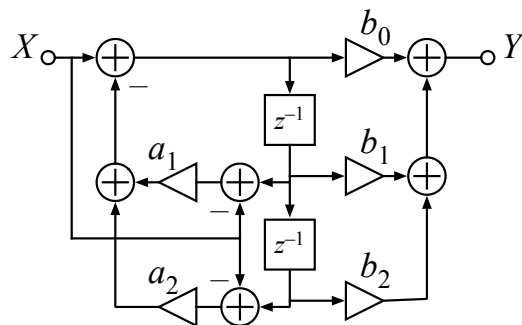 X b₀ Y
−
z⁻¹
a₁ b₁
−
z⁻¹
−
a₂ b₂